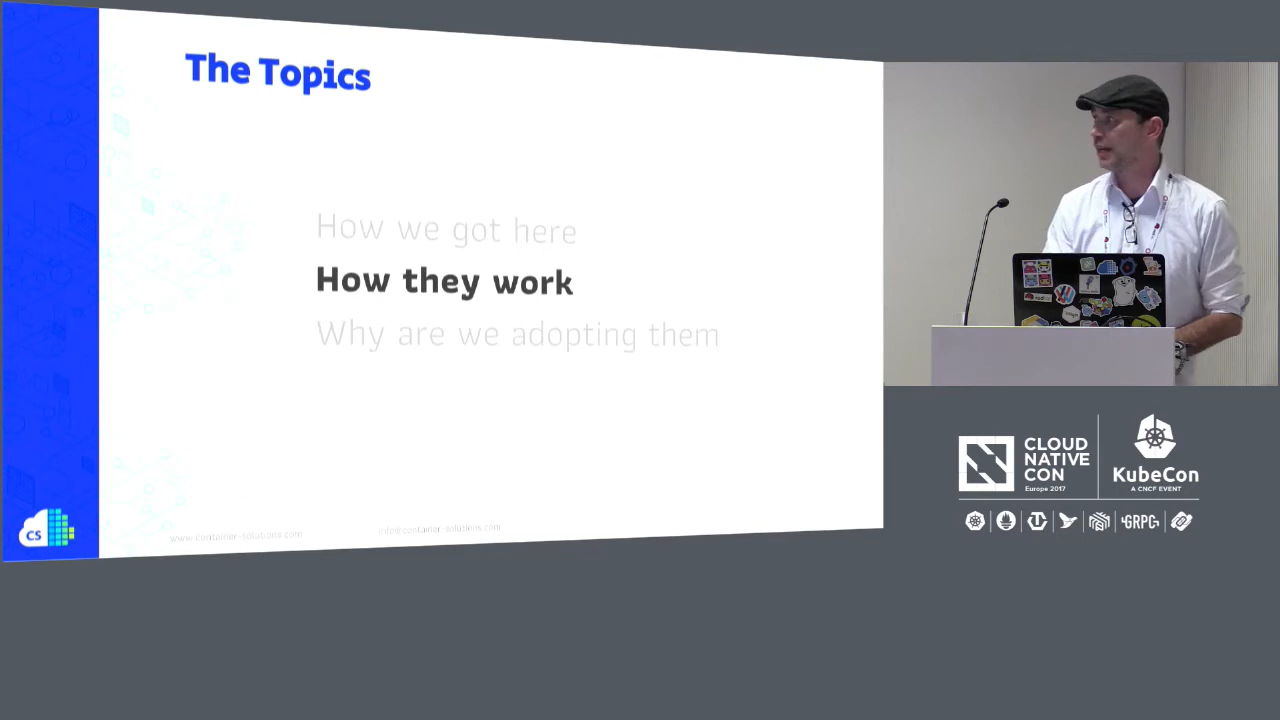 The Topics
How we got here
How they work
Why are we adopting them
www.container-solutions.com
info@container-solutions.com
CS
CLOUD
NATIVE
CON
Europe 2017
KubeCon
A CNCF EVENT
GRPC